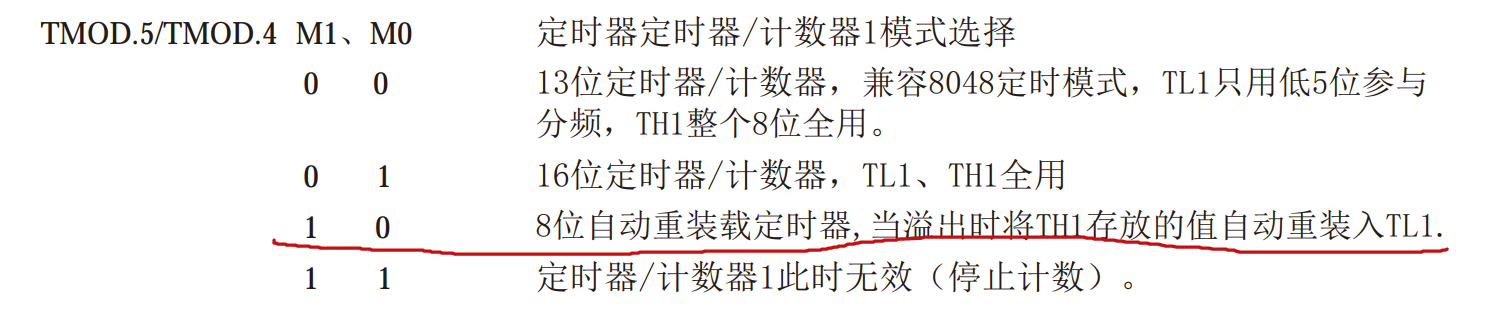 TMOD.5/TMOD.4 M1、M0 定时器定时器/计数器1模式选择
0 0 13位定时器/计数器，兼容8048定时模式，TL1只用低5位参与
分频，TH1整个8位全用。
0 1 16位定时器/计数器，TL1、TH1全用
1 0 8位自动重装载定时器,当溢出时将TH1存放的值自动重装入TL1.
1 1 定时器/计数器1此时无效（停止计数）。